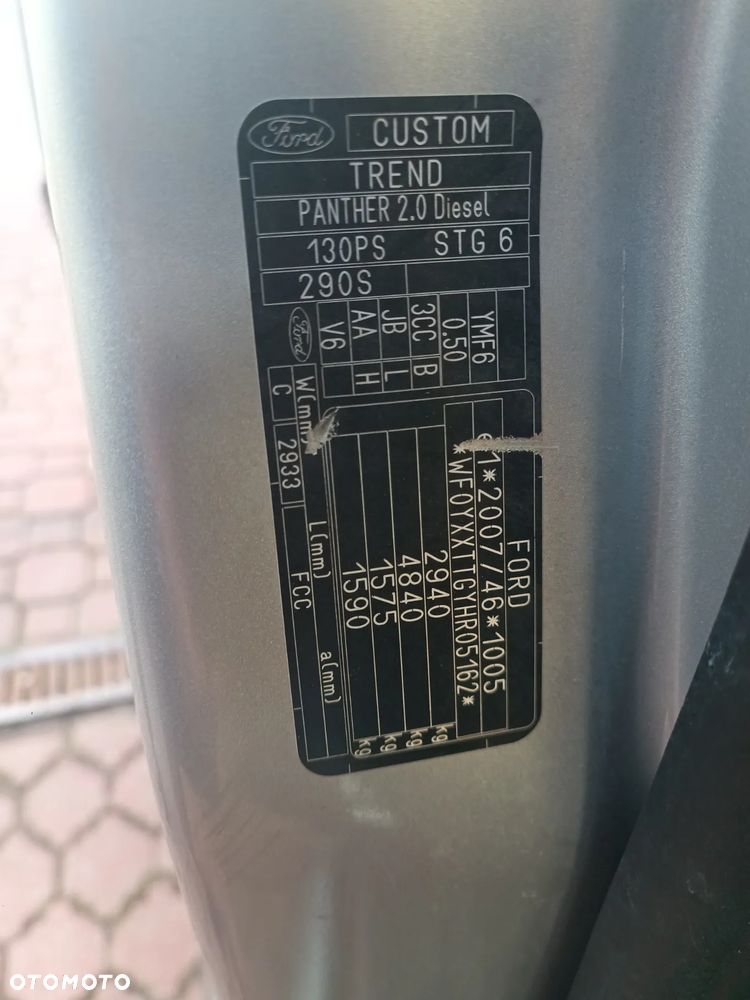 Ford CUSTOM
TREND
PANTHER 2.0 Diesel
130PS STG 6
290S
YMF6
0.50
3CC B
JB L
AA H
V6
Ford
FORD
e1*2007/46*1005
*WF0YXXTTGYHR05162*
2940 kg
4840 kg
1575 kg
1590 kg
W(mm) L(mm) a(mm)
C 2933 FCC
OTOMOTO